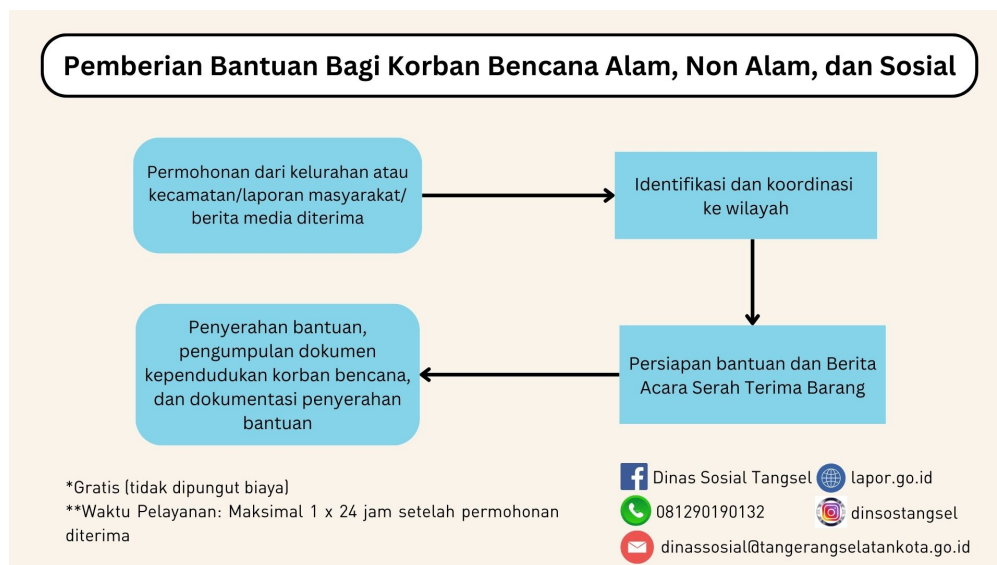 Pemberian Bantuan Bagi Korban Bencana Alam, Non Alam, dan Sosial
Permohonan dari kelurahan atau
kecamatan/laporan masyarakat/
berita media diterima
Identifikasi dan koordinasi
ke wilayah
Persiapan bantuan dan Berita
Acara Serah Terima Barang
Penyerahan bantuan,
pengumpulan dokumen
kependudukan korban bencana,
dan dokumentasi penyerahan
bantuan
*Gratis (tidak dipungut biaya)
**Waktu Pelayanan: Maksimal 1 x 24 jam setelah permohonan
diterima
Dinas Sosial Tangsel
lapor.go.id
081290190132
dinsostangsel
dinassosial@tangerangselatankota.go.id